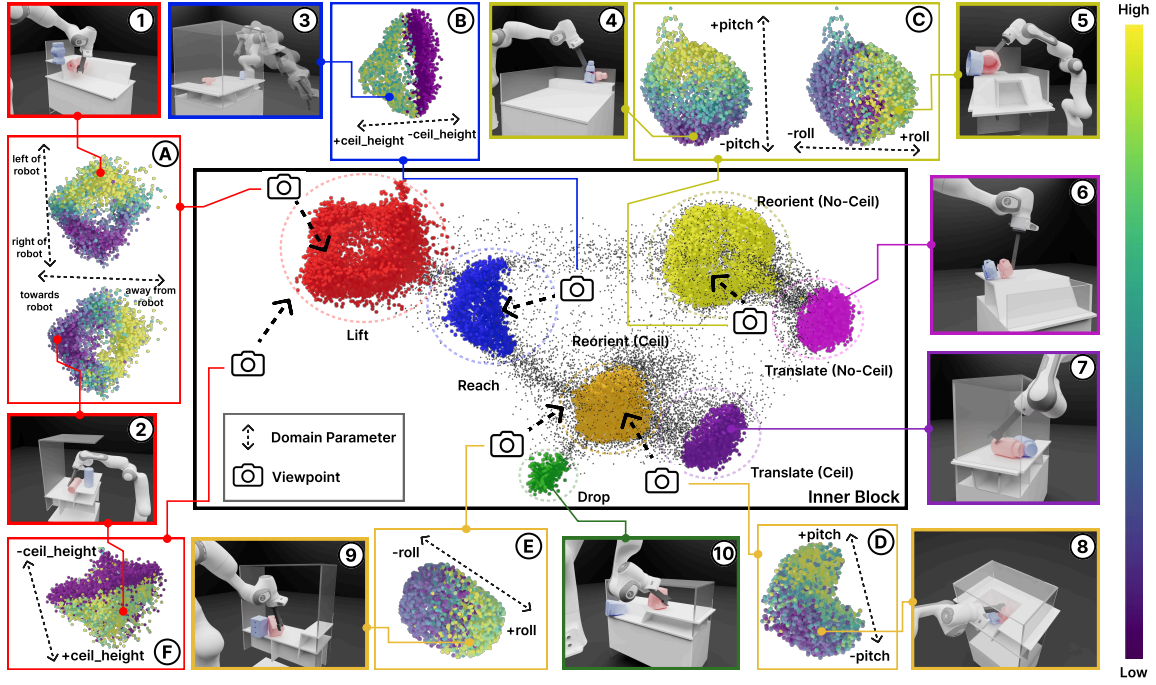 1
3
B
+ceil_height
-ceil_height
4
C
+pitch
-pitch
-roll
+roll
5
High
A
left of
robot
right of
robot
towards
robot
away from
robot
Lift
Reach
Reorient (No-Ceil)
Reorient (Ceil)
Translate (No-Ceil)
Translate (Ceil)
Drop
Inner Block
Domain Parameter
Viewpoint
6
7
2
-ceil_height
+ceil_height
F
9
E
-roll
+roll
10
D
+pitch
-pitch
8
Low